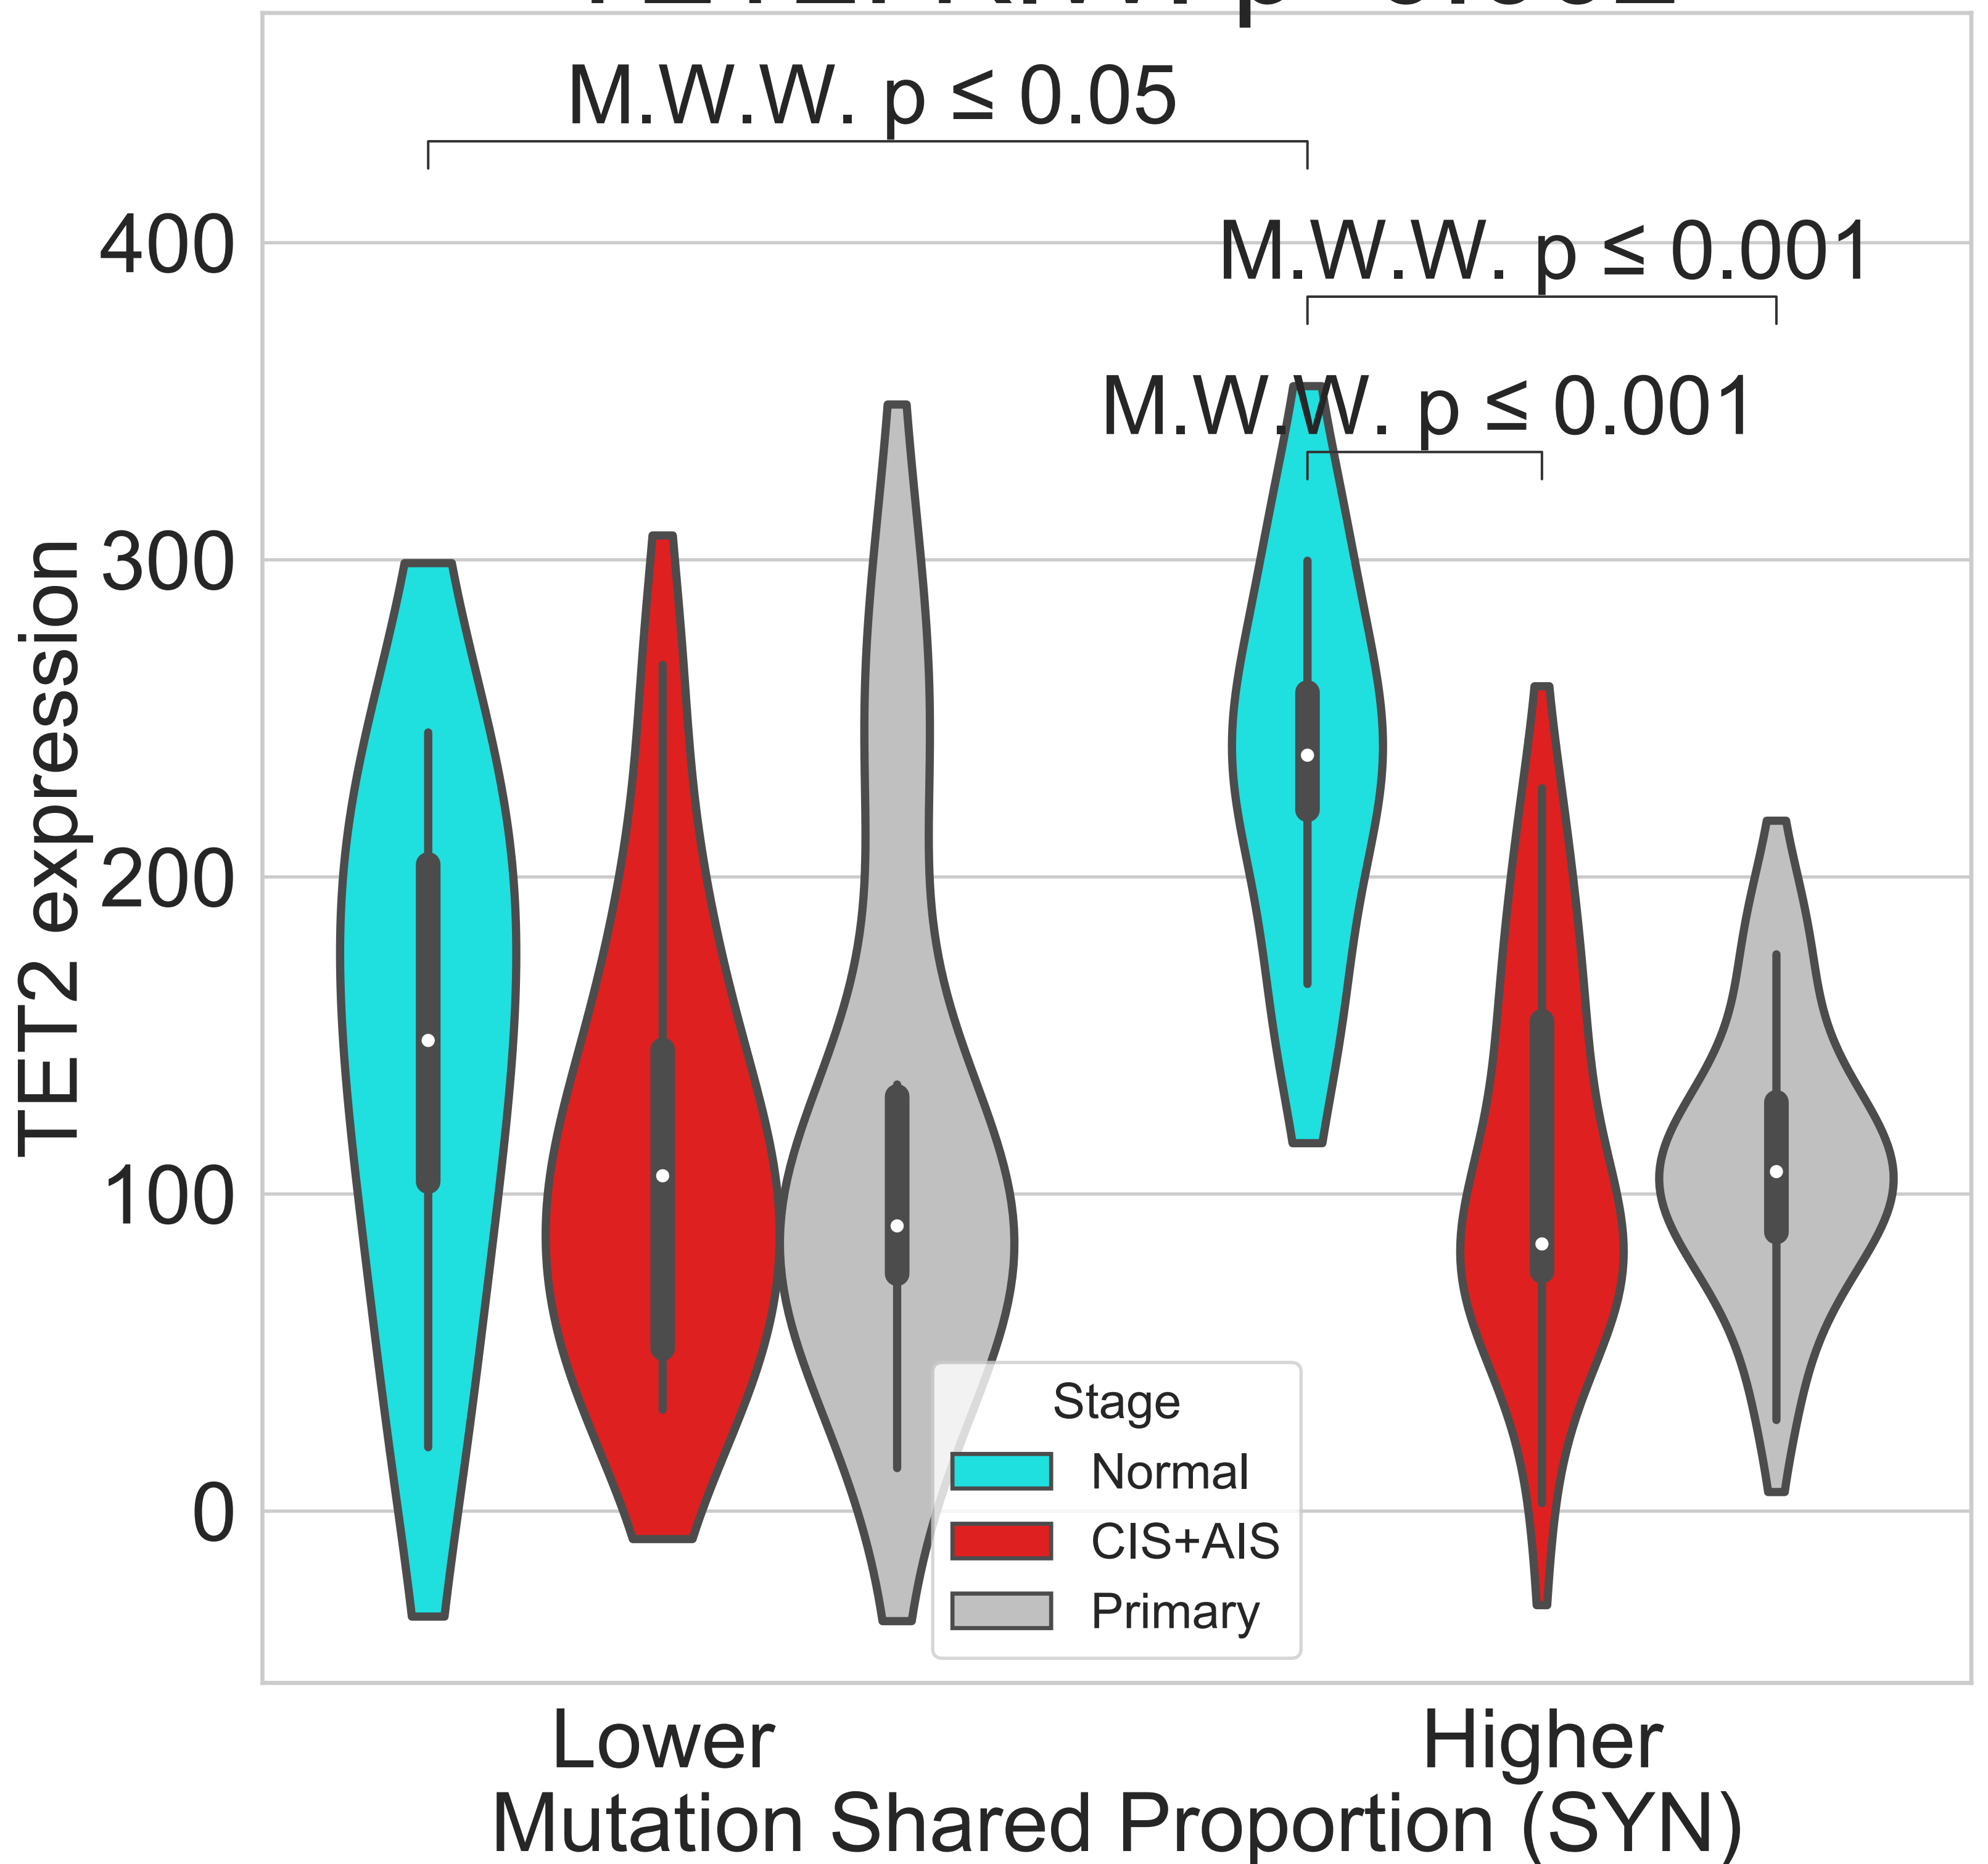 M.W.W. p ≤ 0.05
400
M.W.W. p ≤ 0.001
M.W.W. p ≤ 0.001
300
200
100
0
TET2 expression
Stage
Normal
CIS+AIS
Primary
Lower
Higher
Mutation Shared Proportion (SYN)